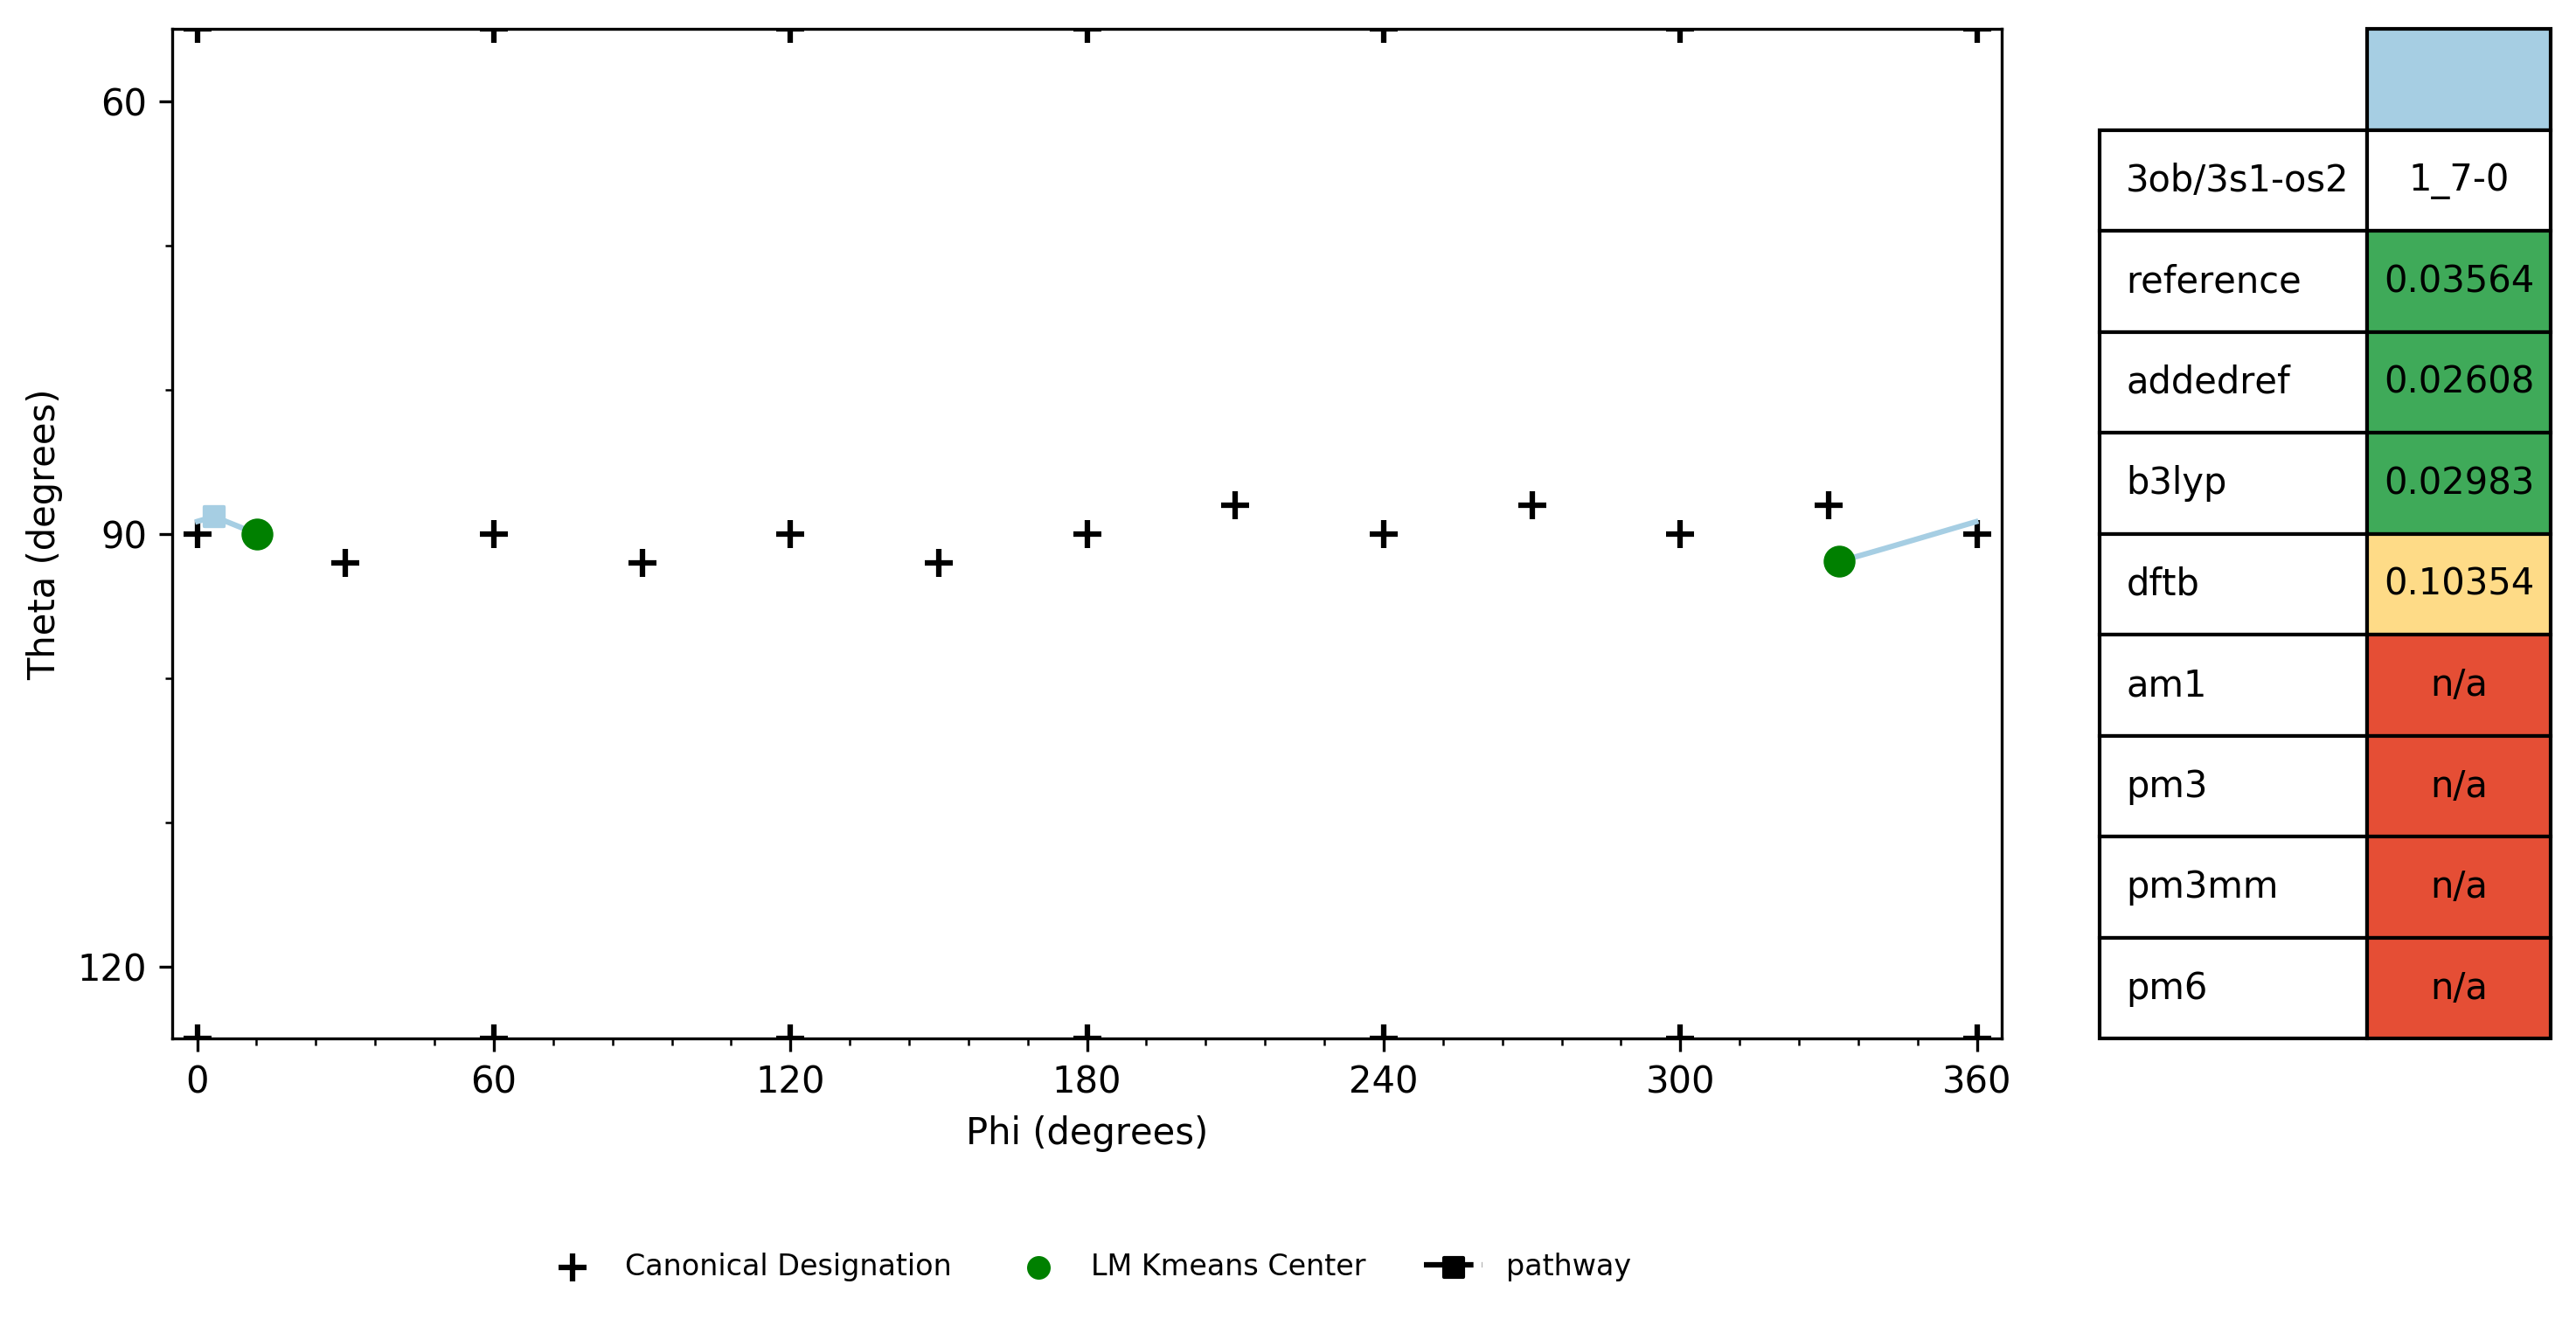 60
90
120
Theta (degrees)
0 60 120 180 240 300 360
Phi (degrees)
Canonical Designation LM Kmeans Center pathway
3ob/3s1-os2 1_7-0
reference 0.03564
addedref 0.02608
b3lyp 0.02983
dftb 0.10354
am1 n/a
pm3 n/a
pm3mm n/a
pm6 n/a